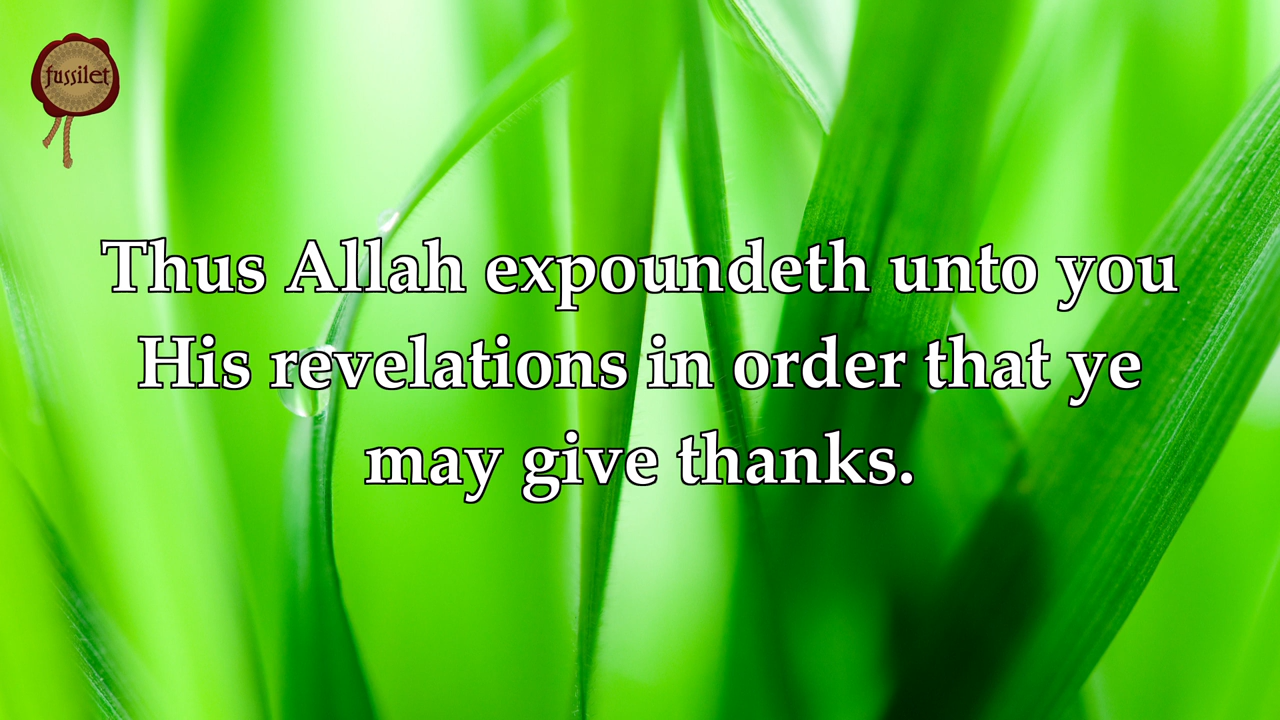 fussilet
Thus Allah expoundeth unto you
His revelations in order that ye
may give thanks.